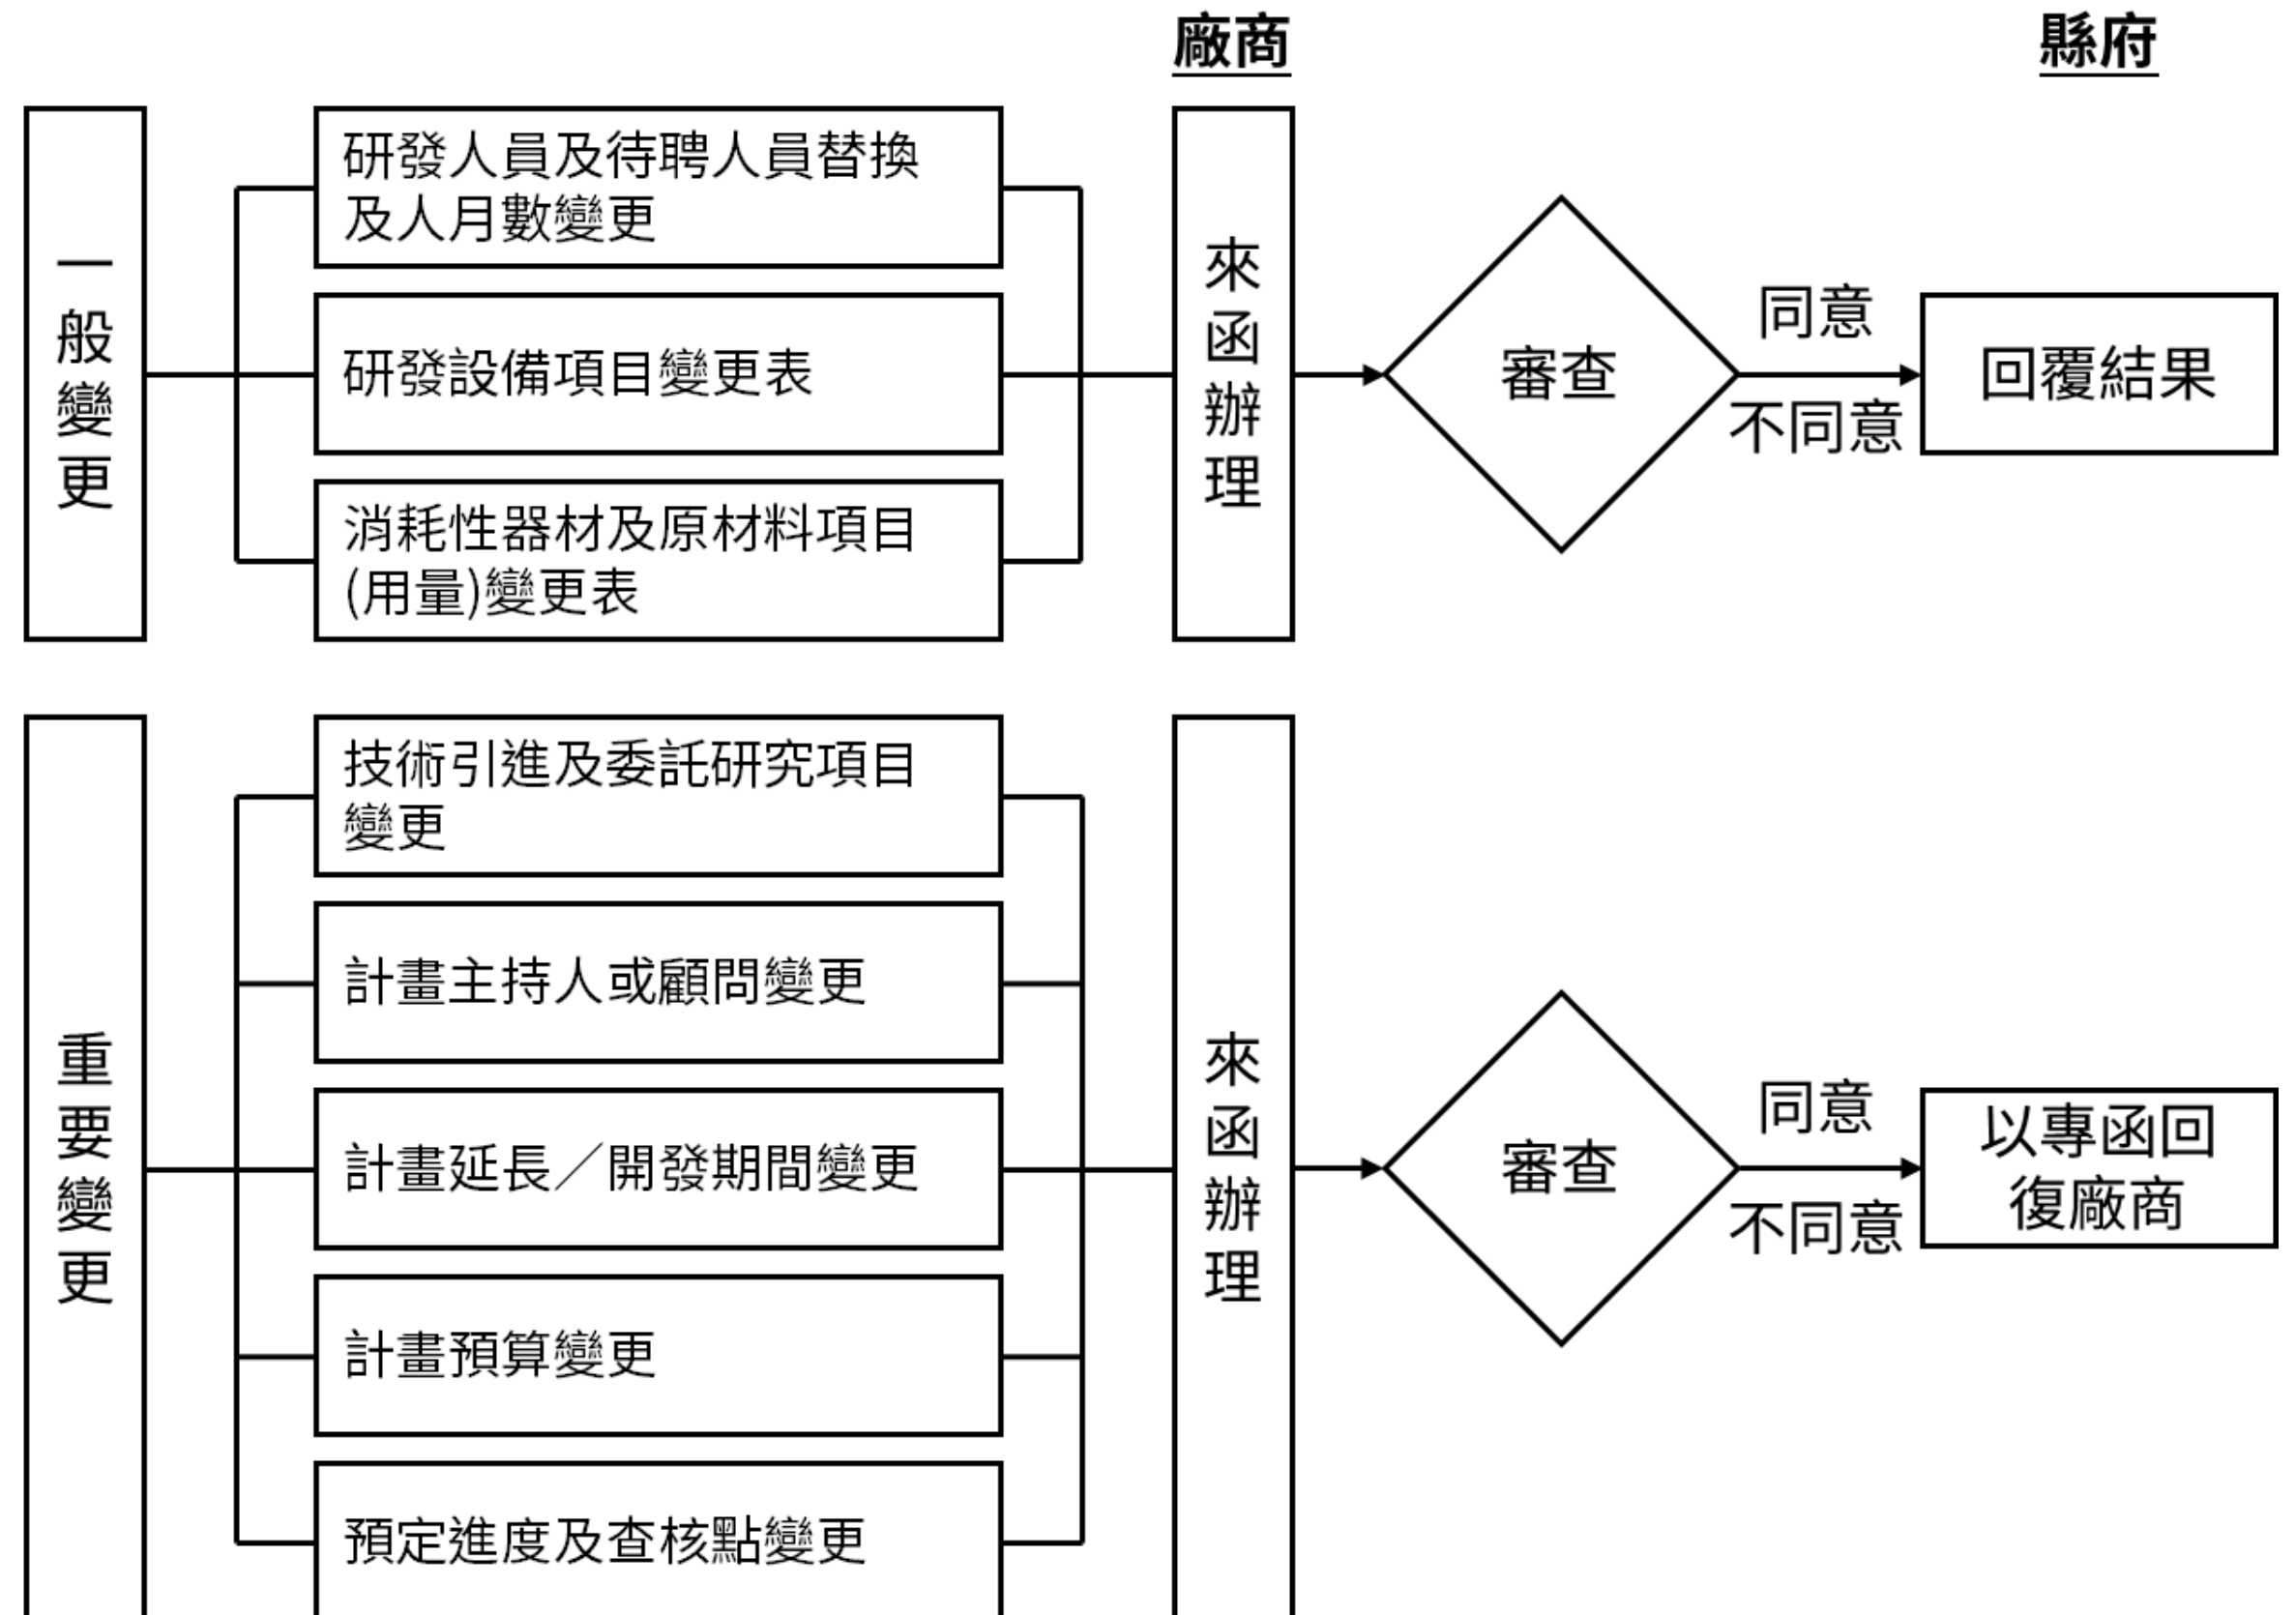 廠商
縣府
一般變更
研發人員及待聘人員替換
及人月數變更
研發設備項目變更表
消耗性器材及原材料項目
(用量)變更表
來函辦理
審查
同意
不同意
回覆結果
重要變更
技術引進及委託研究項目
變更
計畫主持人或顧問變更
計畫延長／開發期間變更
計畫預算變更
預定進度及查核點變更
來函辦理
審查
同意
不同意
以專函回
復廠商